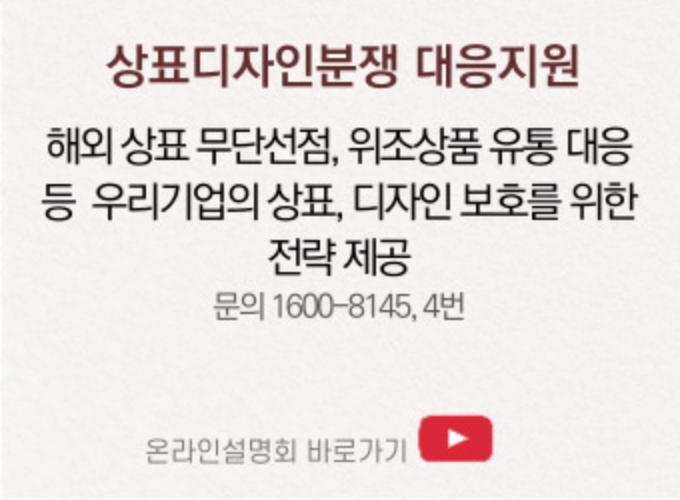 상표디자인분쟁 대응지원
해외 상표 무단선점, 위조상품 유통 대응
등 우리기업의 상표, 디자인 보호를 위한
전략 제공
문의 1600-8145, 4번
온라인설명회 바로가기